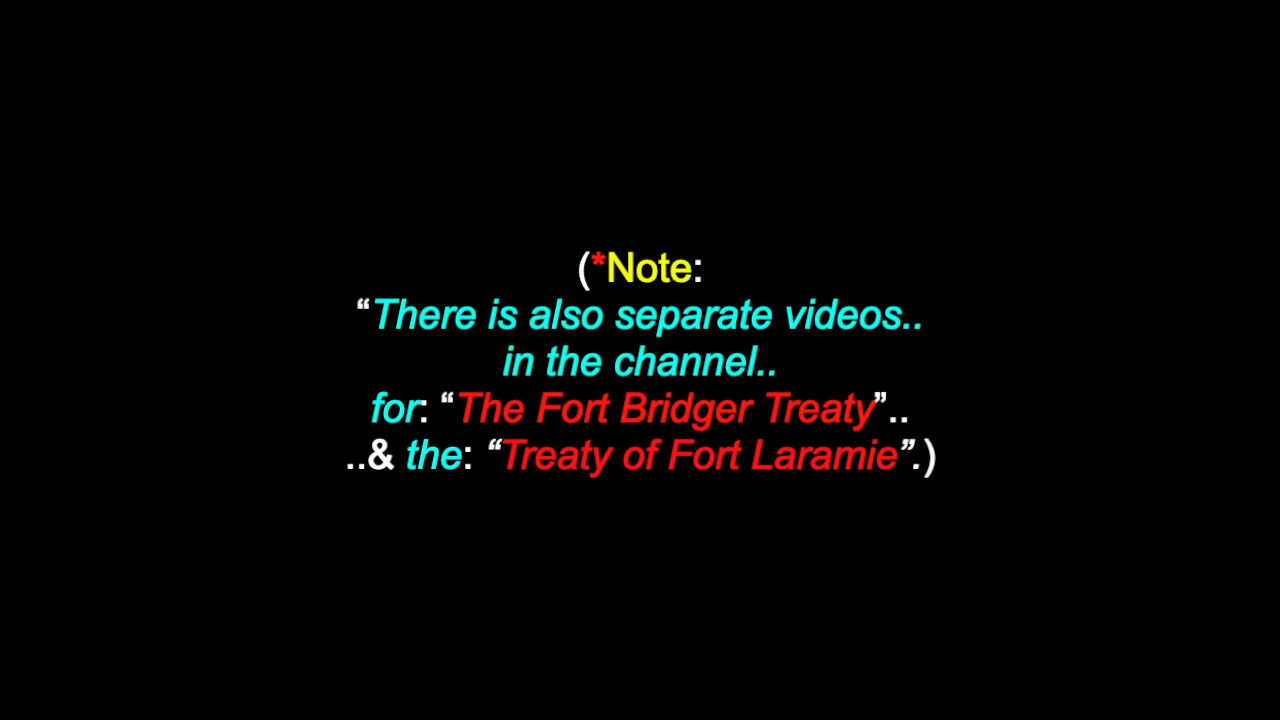 (*Note:
“There is also separate videos..
in the channel..
for: “The Fort Bridger Treaty”..
..& the: “Treaty of Fort Laramie”.)